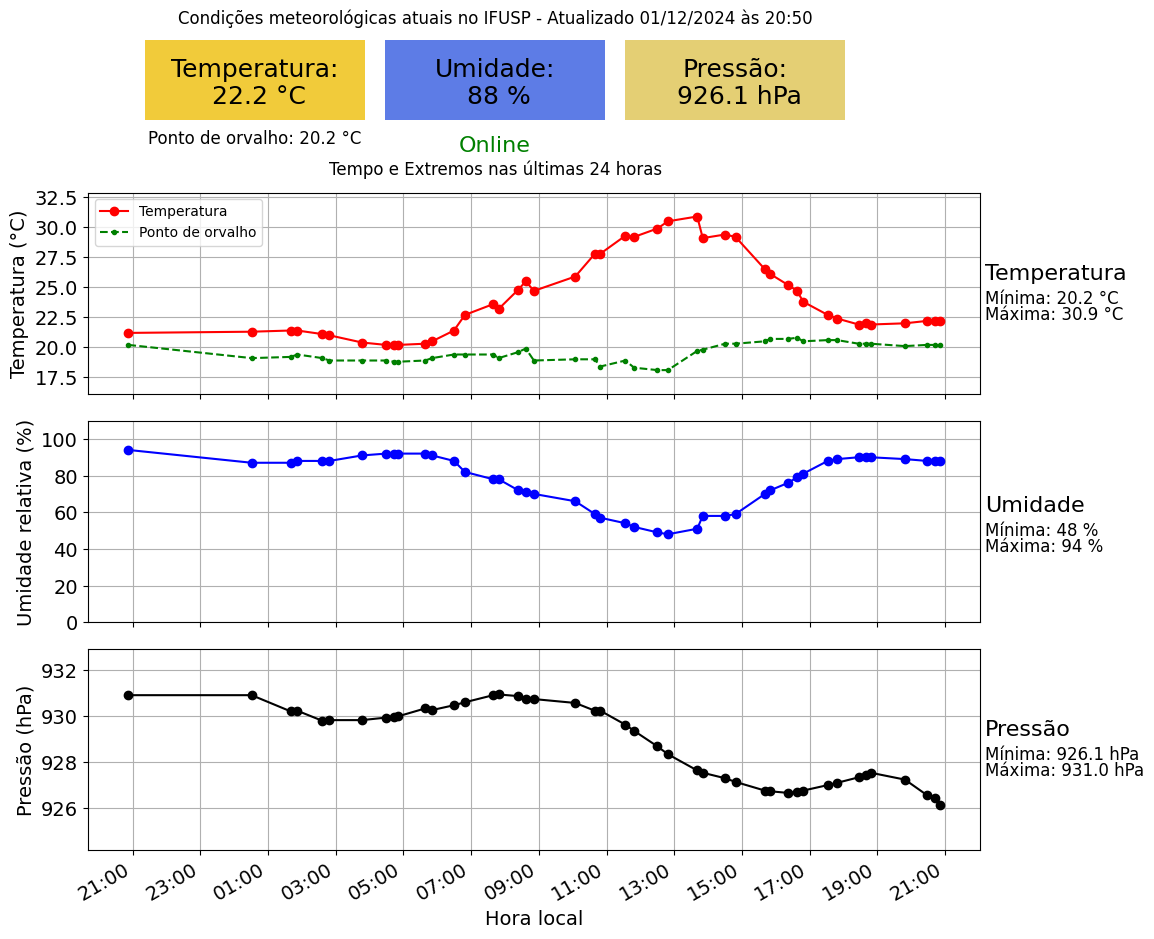 Condições meteorológicas atuais no IFUSP - Atualizado 01/12/2024 às 20:50
Temperatura:
22.2 °C
Umidade:
88 %
Pressão:
926.1 hPa
Ponto de orvalho: 20.2 °C
Online
Tempo e Extremos nas últimas 24 horas
Temperatura (°C)
32.5
30.0
27.5
25.0
22.5
20.0
17.5
Temperatura
Ponto de orvalho
Temperatura
Mínima: 20.2 °C
Máxima: 30.9 °C
Umidade relativa (%)
100
80
60
40
20
0
Umidade
Mínima: 48 %
Máxima: 94 %
Pressão (hPa)
932
930
928
926
Pressão
Mínima: 926.1 hPa
Máxima: 931.0 hPa
21:00 23:00 01:00 03:00 05:00 07:00 09:00 11:00 13:00 15:00 17:00 19:00 21:00
Hora local